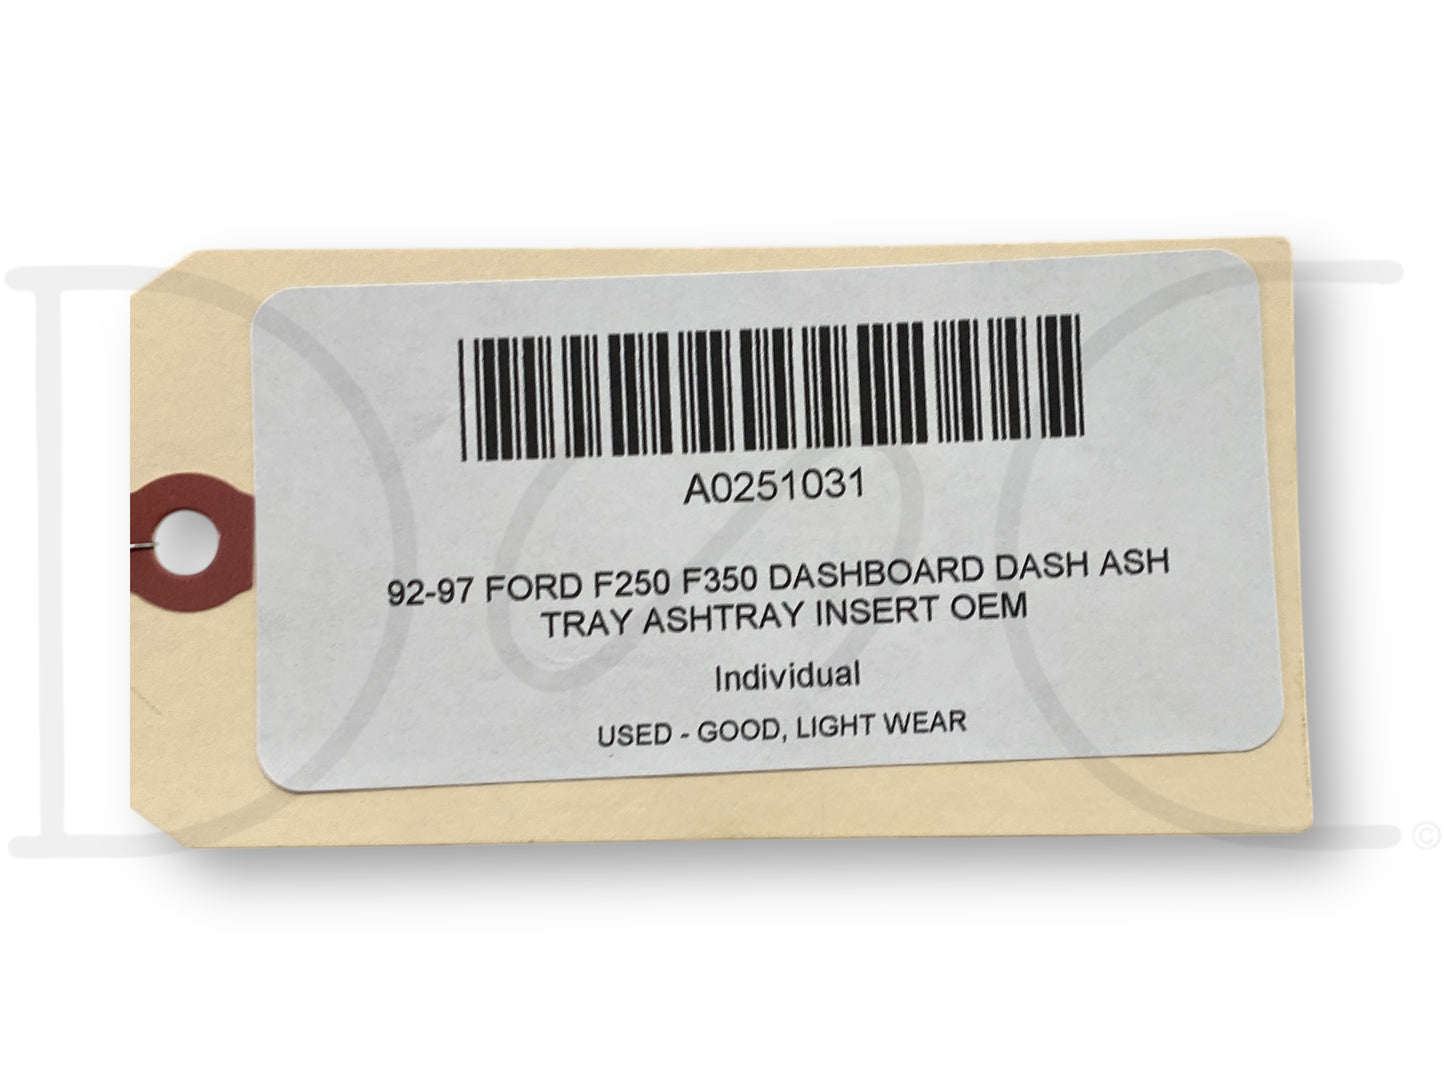 A0251031
92-97 FORD F250 F350 DASHBOARD DASH ASH
TRAY ASHTRAY INSERT OEM
Individual
USED - GOOD, LIGHT WEAR
©